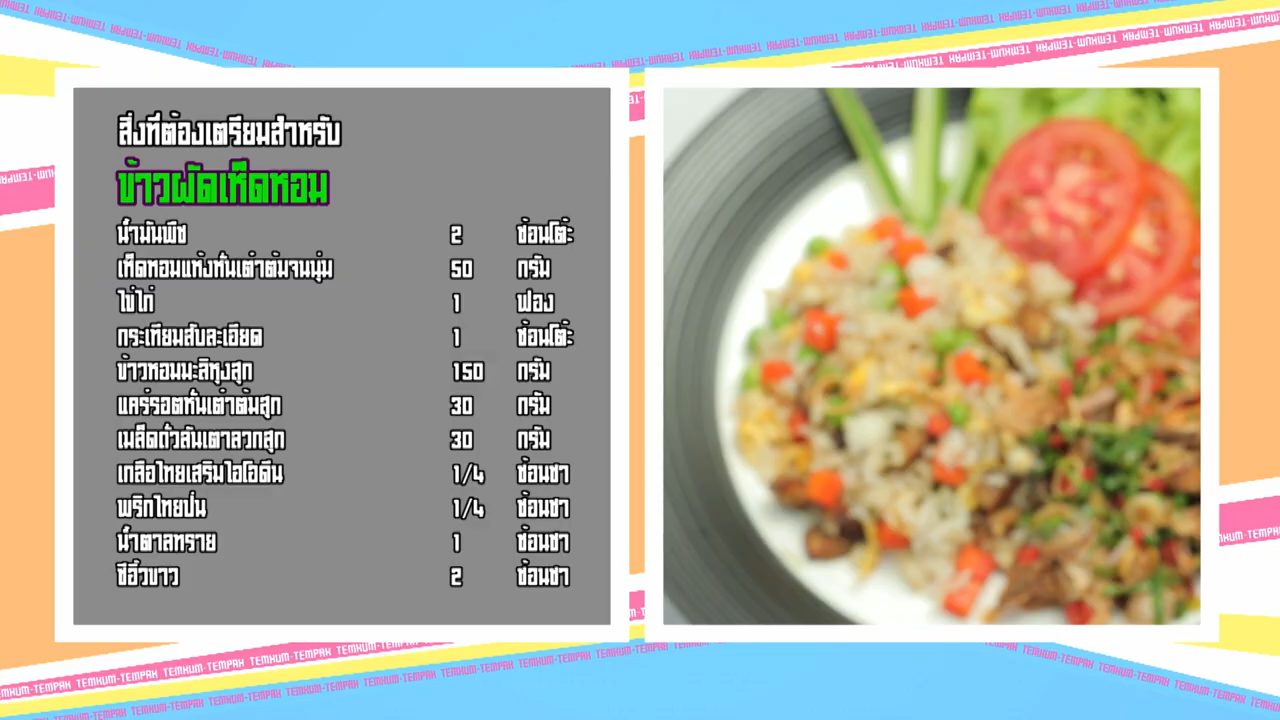 สิ่งที่ต้องเตรียมสำหรับ
ข้าวผัดเห็ดหอม
น้ำมันพืช 2 ช้อนโต๊ะ
เห็ดหอมแห้งหั่นเต๋าต้มจนนุ่ม 50 กรัม
ไข่ไก่ 1 ฟอง
กระเทียมสับละเอียด 1 ช้อนโต๊ะ
ข้าวหอมมะลิหุงสุก 150 กรัม
แคร์รอตหั่นเต๋าต้มสุก 30 กรัม
เมล็ดถั่วลันเตาลวกสุก 30 กรัม
เกลือไทยเสริมไอโอดีน 1/4 ช้อนชา
พริกไทยป่น 1/4 ช้อนชา
น้ำตาลทราย 1 ช้อนชา
ซีอิ๊วขาว 2 ช้อนชา
TEMKUM-TEMPAK TEMKUM-TEMPAK TEMKUM-TEMPAK TEMKUM-TEMPAK